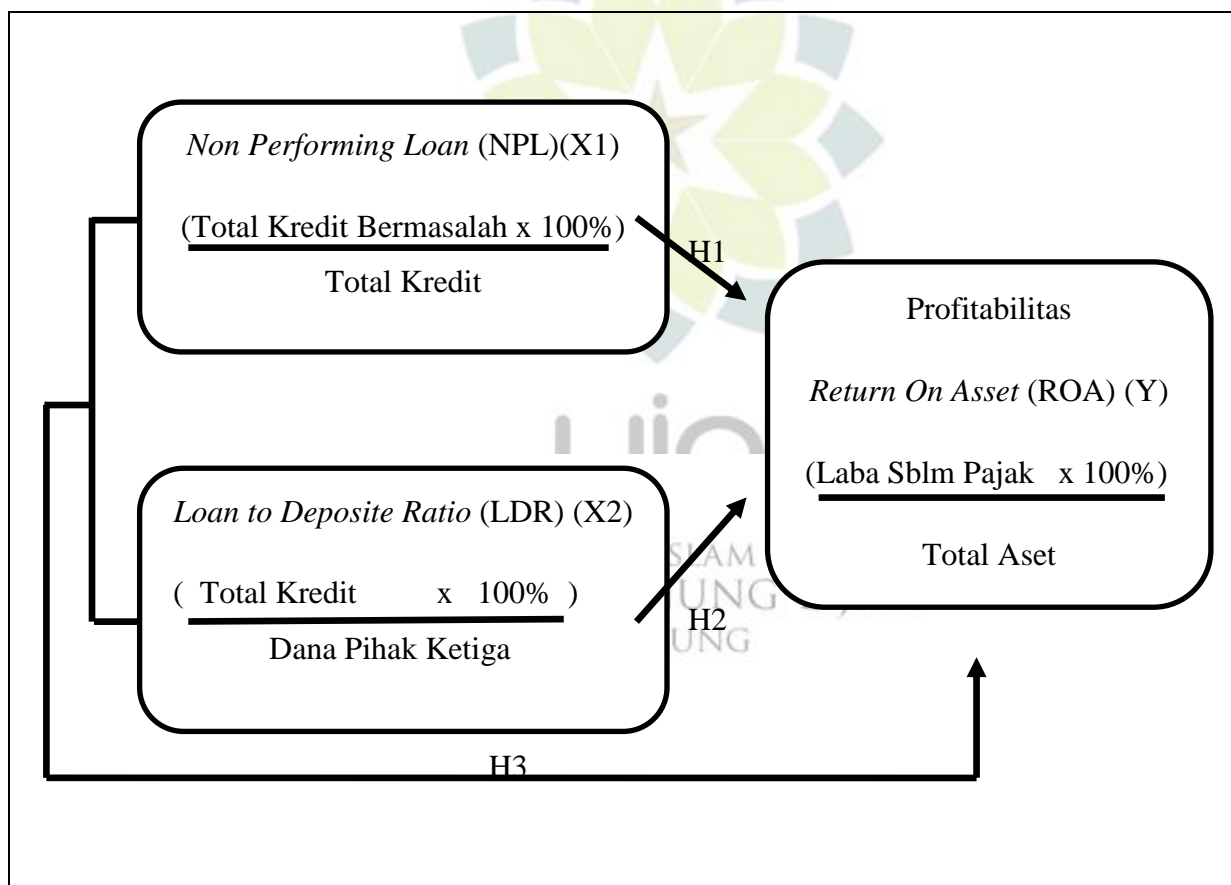 Non Performing Loan (NPL)(X1)
(Total Kredit Bermasalah x 100%)
Total Kredit
H1
Profitabilitas
Return On Asset (ROA) (Y)
(Laba Sblm Pajak x 100%)
Total Aset
Loan to Deposite Ratio (LDR) (X2)
( Total Kredit x 100% )
Dana Pihak Ketiga
H2
H3